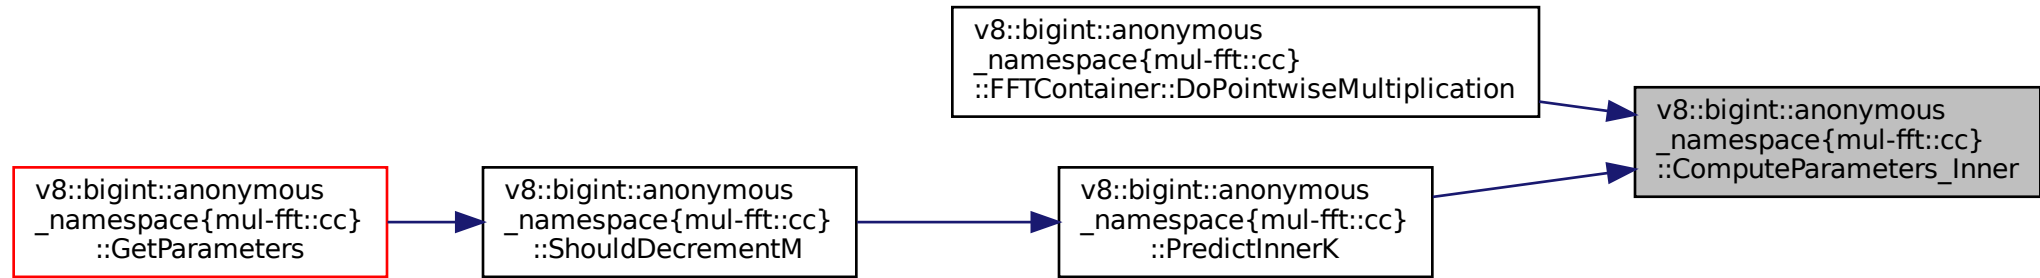 v8::bigint::anonymous
_namespace{mul-fft::cc}
::FFTContainer::DoPointwiseMultiplication
v8::bigint::anonymous
_namespace{mul-fft::cc}
::ComputeParameters_Inner
v8::bigint::anonymous
_namespace{mul-fft::cc}
::GetParameters
v8::bigint::anonymous
_namespace{mul-fft::cc}
::ShouldDecrementM
v8::bigint::anonymous
_namespace{mul-fft::cc}
::PredictInnerK